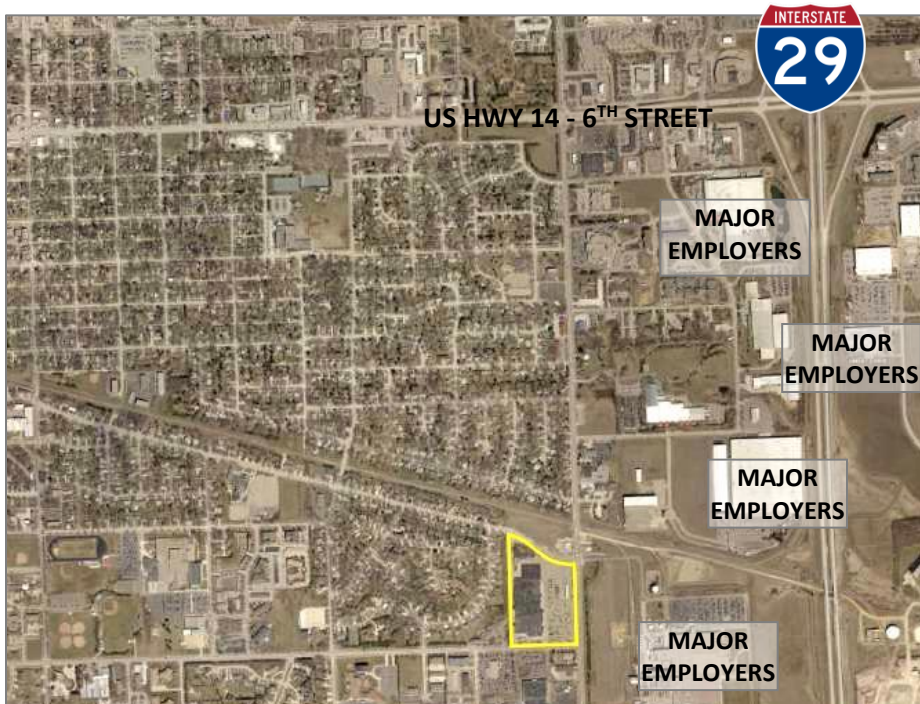 INTERSTATE
29
US HWY 14 - 6TH STREET
MAJOR
EMPLOYERS
MAJOR
EMPLOYERS
MAJOR
EMPLOYERS
MAJOR
EMPLOYERS